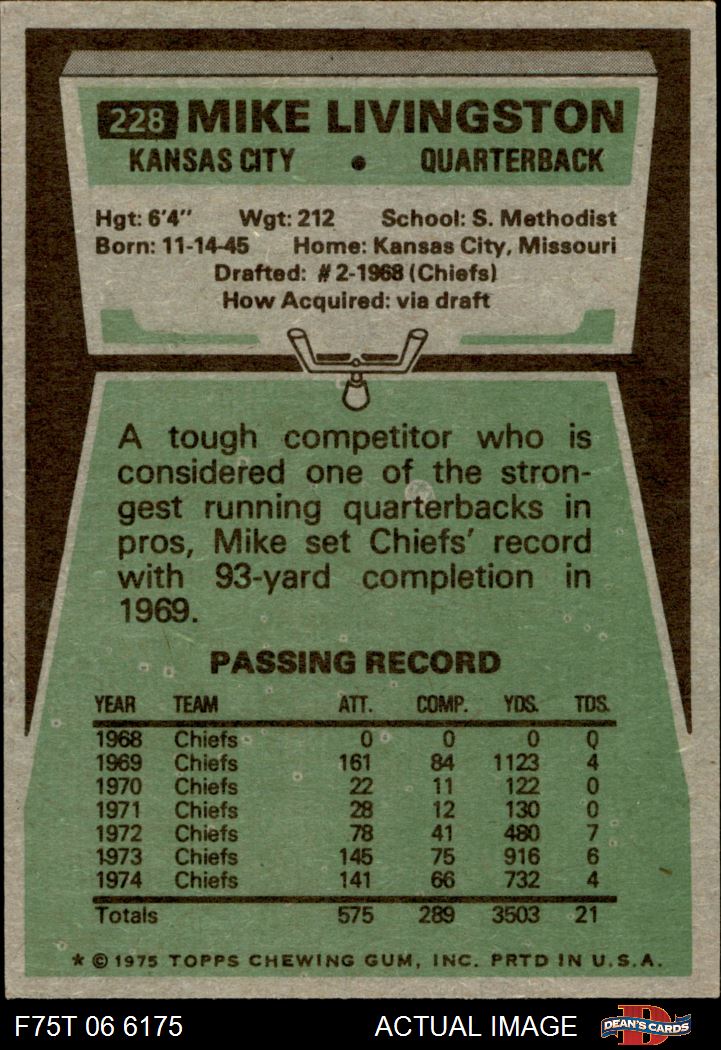 228 MIKE LIVINGSTON
KANSAS CITY • QUARTERBACK
Hgt: 6'4" Wgt: 212 School: S. Methodist
Born: 11-14-45 Home: Kansas City, Missouri
Drafted: #2-1968 (Chiefs)
How Acquired: via draft
A tough competitor who is
considered one of the stron-
gest running quarterbacks in
pros, Mike set Chiefs' record
with 93-yard completion in
1969.
PASSING RECORD
YEAR TEAM ATT. COMP. YDS. TDS.
1968 Chiefs 0 0 0 0
1969 Chiefs 161 84 1123 4
1970 Chiefs 22 11 122 0
1971 Chiefs 28 12 130 0
1972 Chiefs 78 41 480 7
1973 Chiefs 145 75 916 6
1974 Chiefs 141 66 732 4
Totals 575 289 3503 21
* © 1975 TOPPS CHEWING GUM, INC. PRTD IN U.S.A.
F75T 06 6175 ACTUAL IMAGE D DEAN'S CARDS